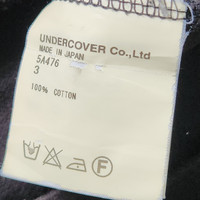 UNDERCOVER Co.,Ltd
MADE IN JAPAN
5A476
3
100% COTTON
F